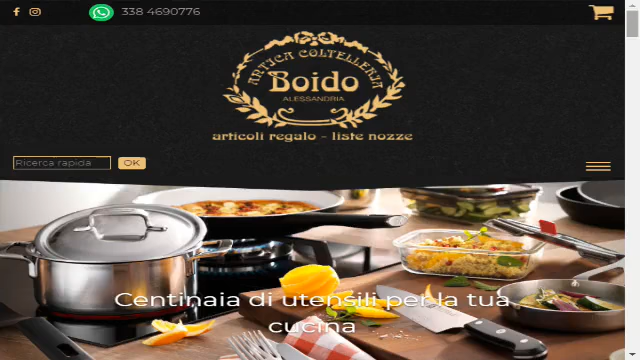 338 4690776
ANTICA COLTELLERIA
Boido
ALESSANDRIA
articoli regalo - liste nozze
Ricerca rapida
OK
Centinaia di utensili per la tua
cucina